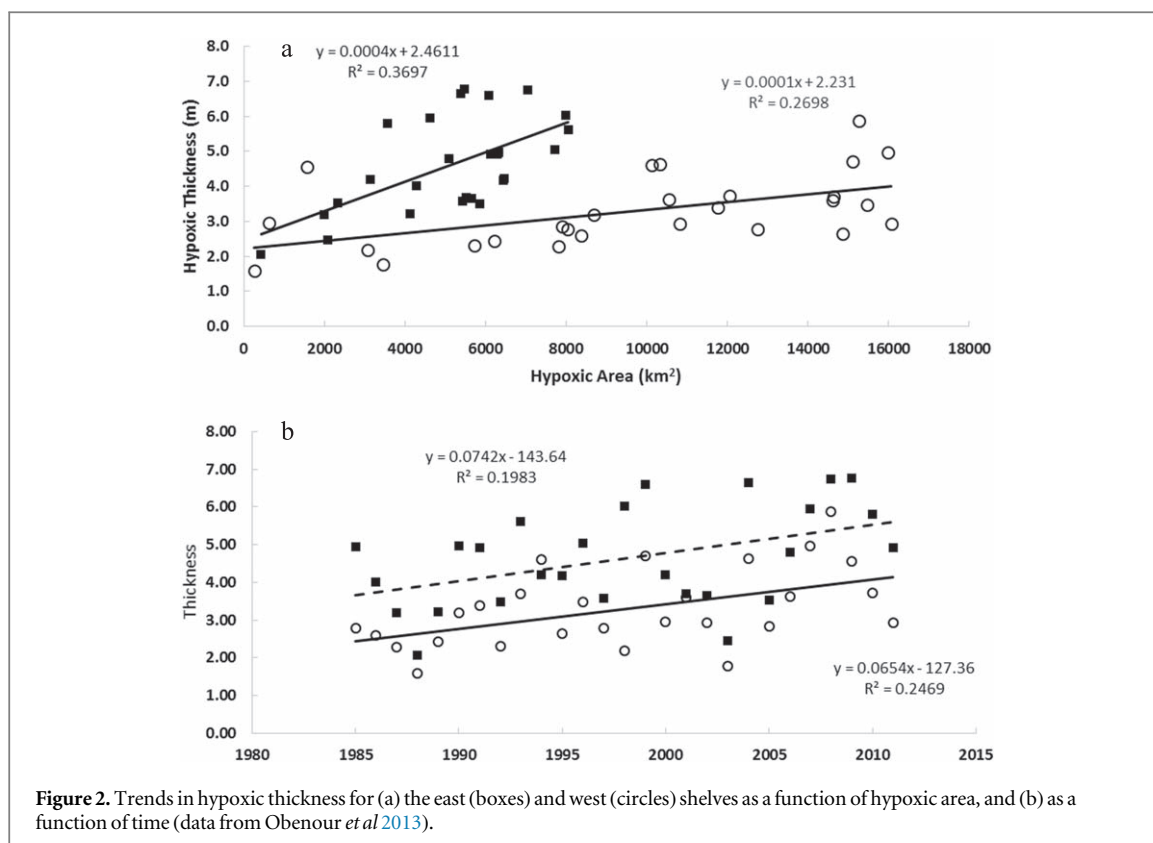 a
y = 0.0004x + 2.4611
R² = 0.3697
y = 0.0001x + 2.231
R² = 0.2698
8.0
7.0
6.0
5.0
4.0
3.0
2.0
1.0
0.0
Hypoxic Thickness (m)
0 2000 4000 6000 8000 10000 12000 14000 16000 18000
Hypoxic Area (km²)
b
y = 0.0742x - 143.64
R² = 0.1983
y = 0.0654x - 127.36
R² = 0.2469
8.00
7.00
6.00
5.00
4.00
3.00
2.00
1.00
0.00
Thickness
1980 1985 1990 1995 2000 2005 2010 2015
Figure 2. Trends in hypoxic thickness for (a) the east (boxes) and west (circles) shelves as a function of hypoxic area, and (b) as a
function of time (data from Obenour et al 2013).